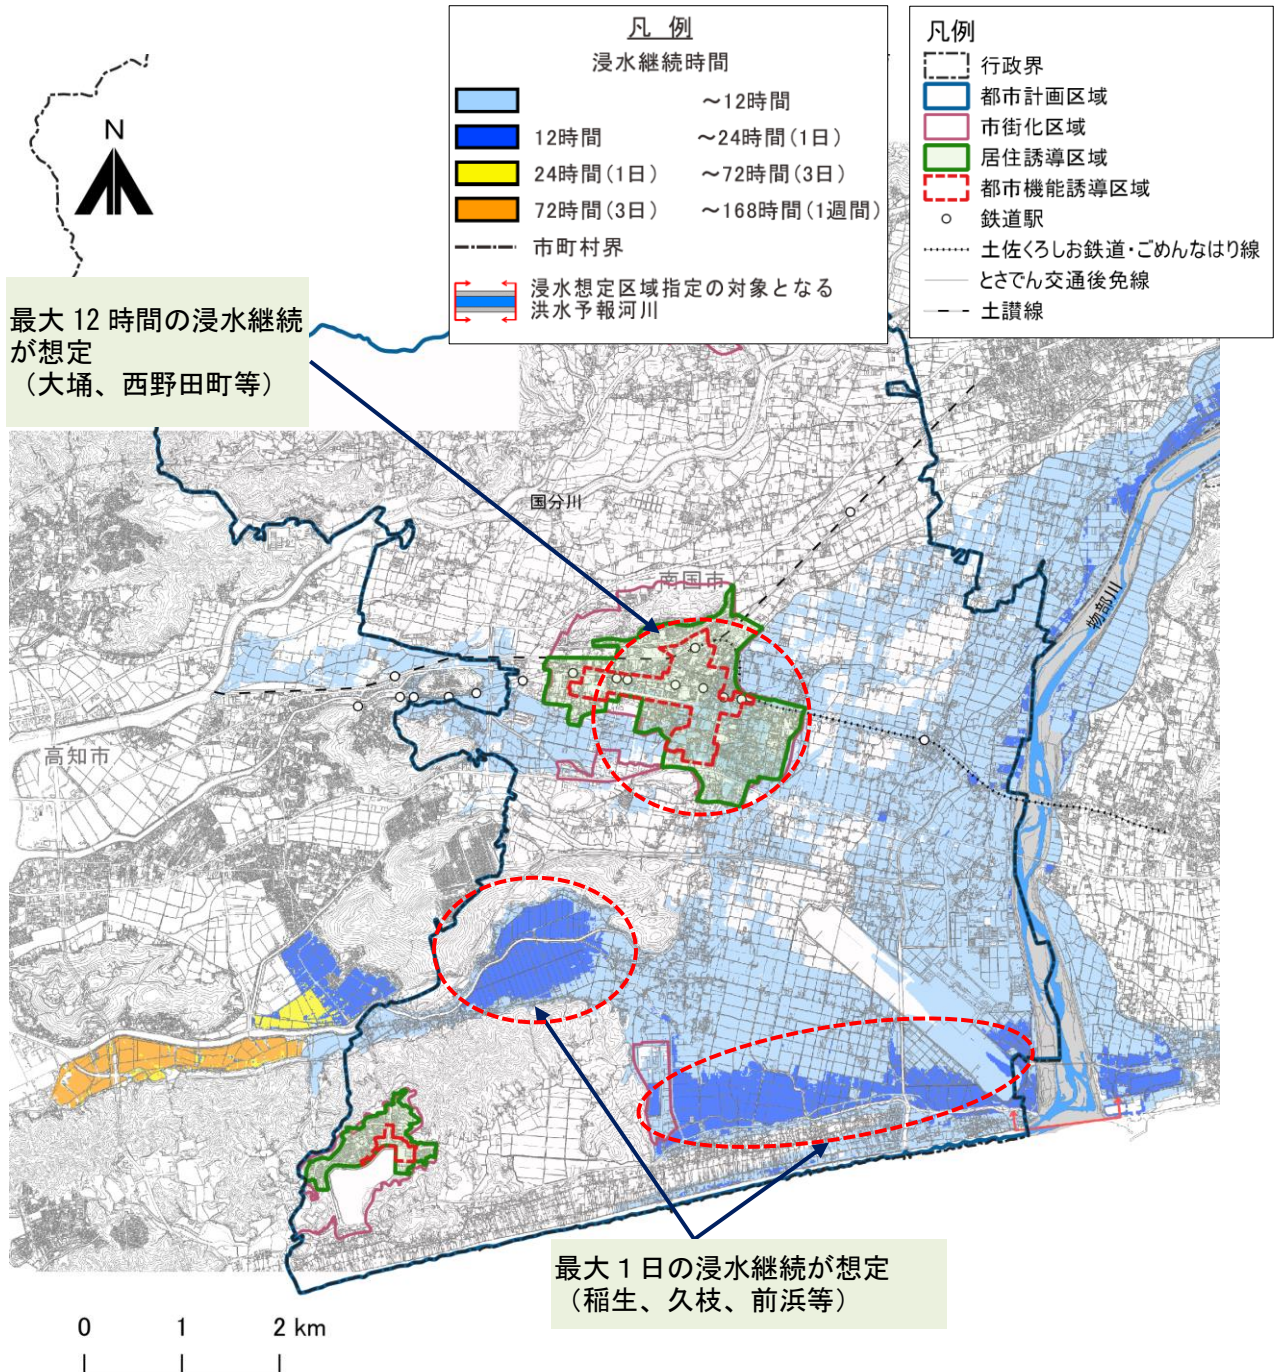 凡 例
浸水継続時間
～12時間
12時間 ～24時間(1日)
24時間(1日) ～72時間(3日)
72時間(3日) ～168時間(1週間)
市町村界
浸水想定区域指定の対象となる
洪水予報河川
凡例
行政界
都市計画区域
市街化区域
居住誘導区域
都市機能誘導区域
鉄道駅
土佐くろしお鉄道・ごめんなはり線
とさでん交通後免線
土讃線
N
最大 12 時間の浸水継続
が想定
（大埇、西野田町等）
国分川
南国市
物部川
高知市
最大 1 日の浸水継続が想定
（稲生、久枝、前浜等）
0 1 2 km